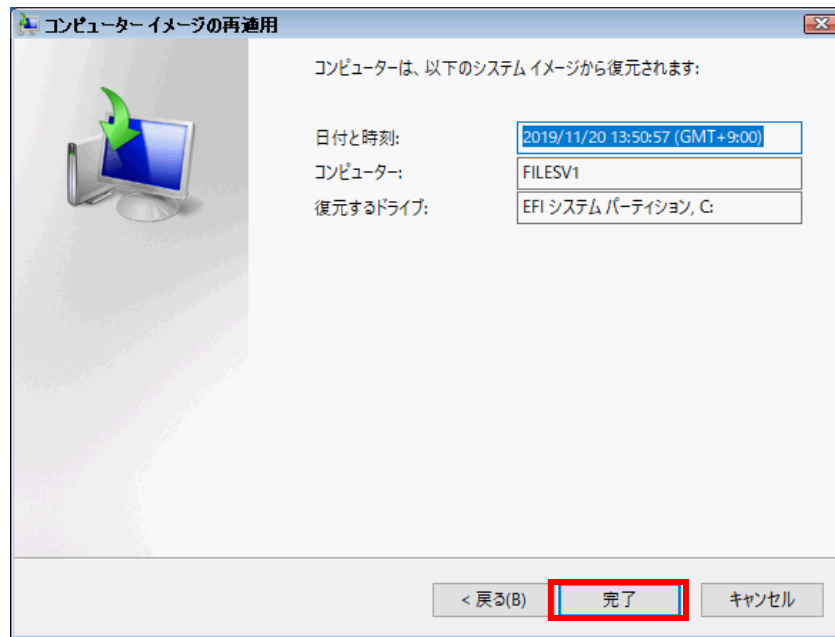 コンピューター イメージの再適用
コンピューターは、以下のシステム イメージから復元されます:
日付と時刻: 2019/11/20 13:50:57 (GMT+9:00)
コンピューター: FILESV1
復元するドライブ: EFI システム パーティション, C:
< 戻る(B) 完了 キャンセル